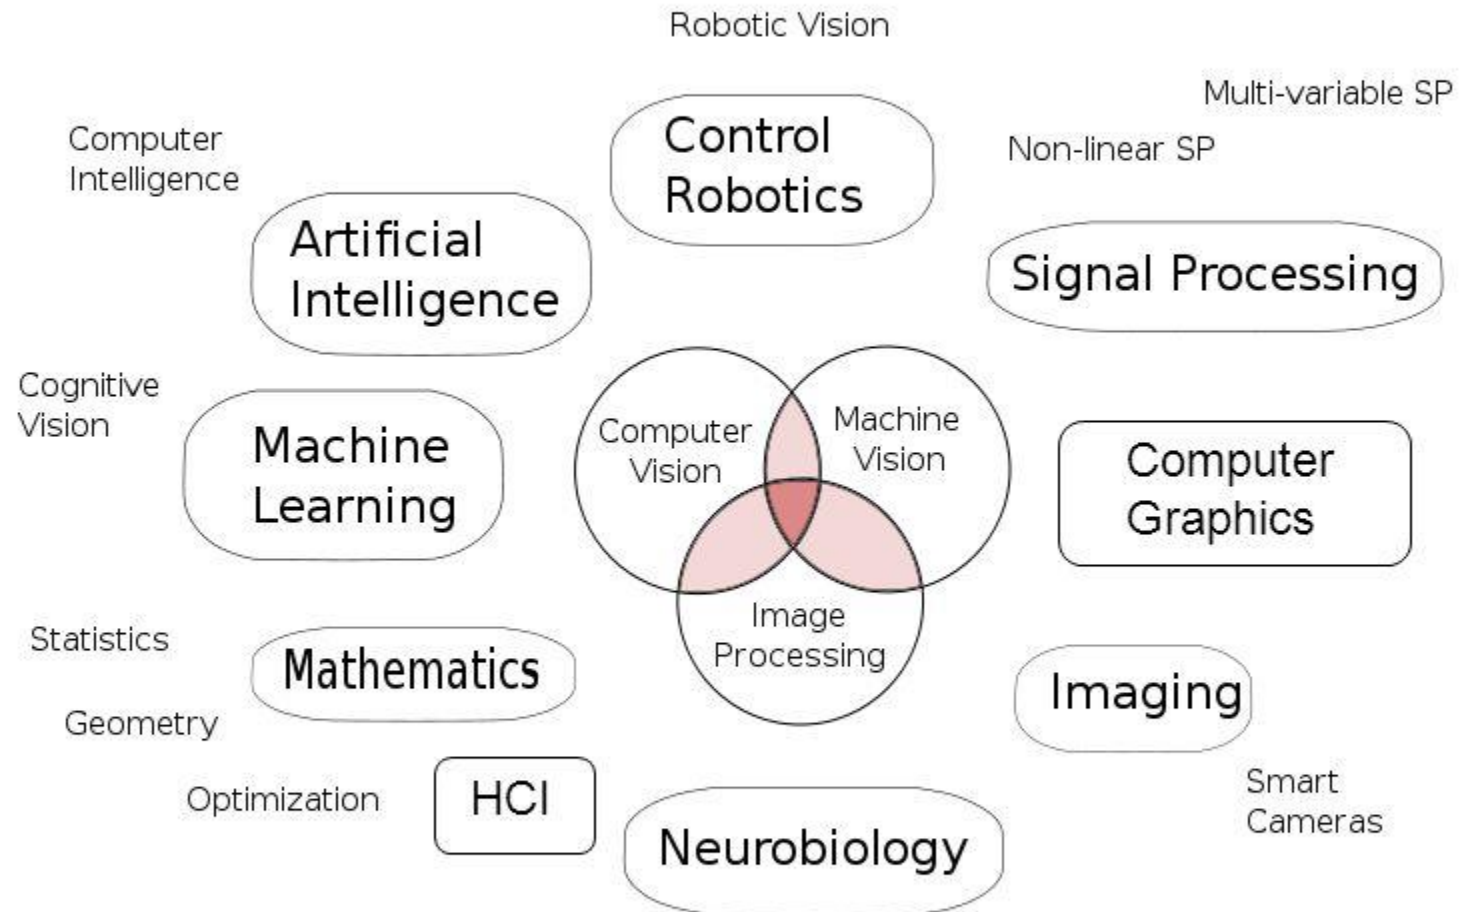 Robotic Vision
Multi-variable SP
Non-linear SP
Computer
Intelligence
Control
Robotics
Artificial
Intelligence
Signal Processing
Cognitive
Vision
Machine
Learning
Computer
Vision
Machine
Vision
Computer
Graphics
Image
Processing
Statistics
Mathematics
Geometry
Imaging
Optimization
HCI
Neurobiology
Smart
Cameras